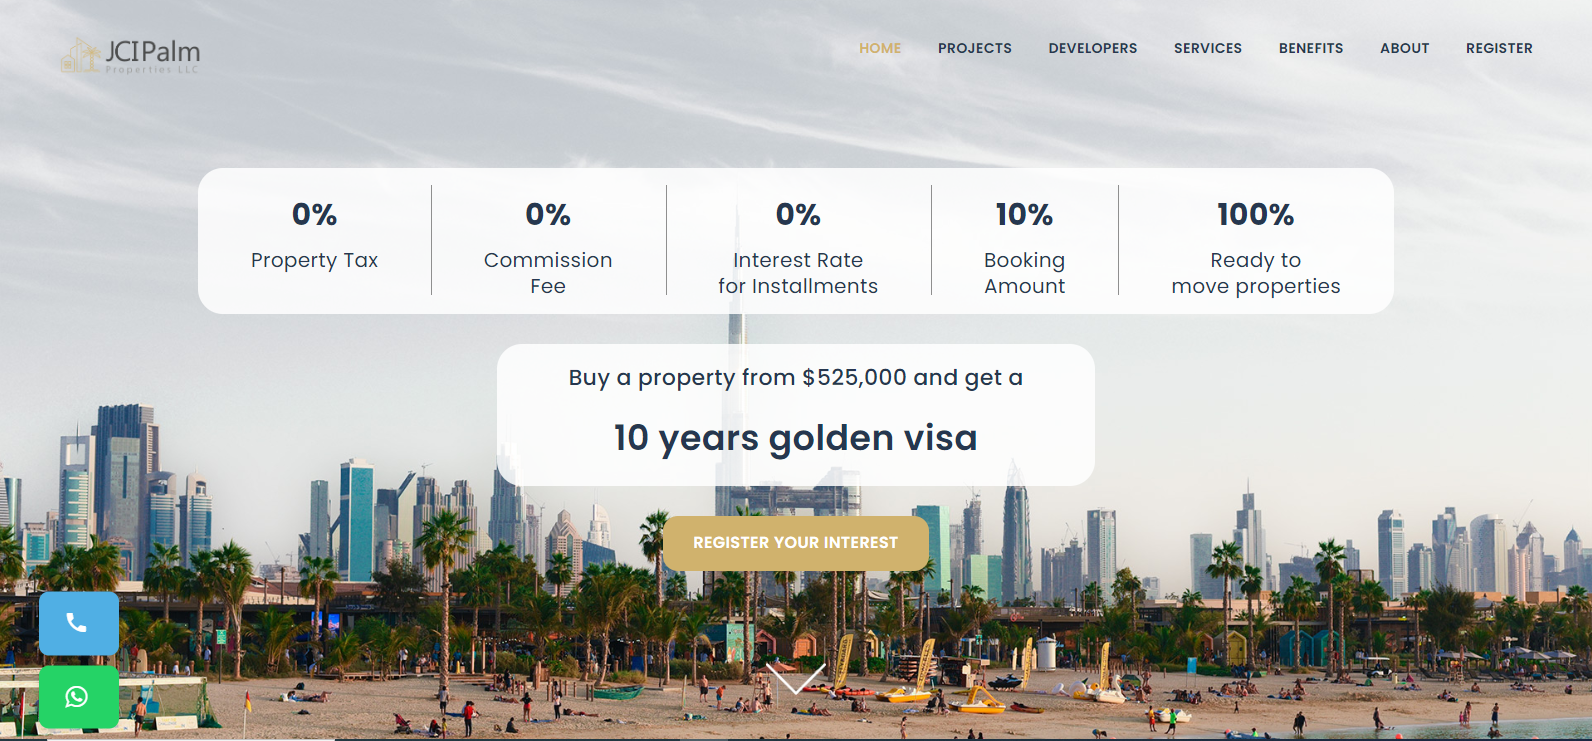 JCIPalm
Properties LLC
HOME
PROJECTS
DEVELOPERS
SERVICES
BENEFITS
ABOUT
REGISTER
0%
Property Tax
0%
Commission
Fee
0%
Interest Rate
for Installments
10%
Booking
Amount
100%
Ready to
move properties
Buy a property from $525,000 and get a
10 years golden visa
REGISTER YOUR INTEREST